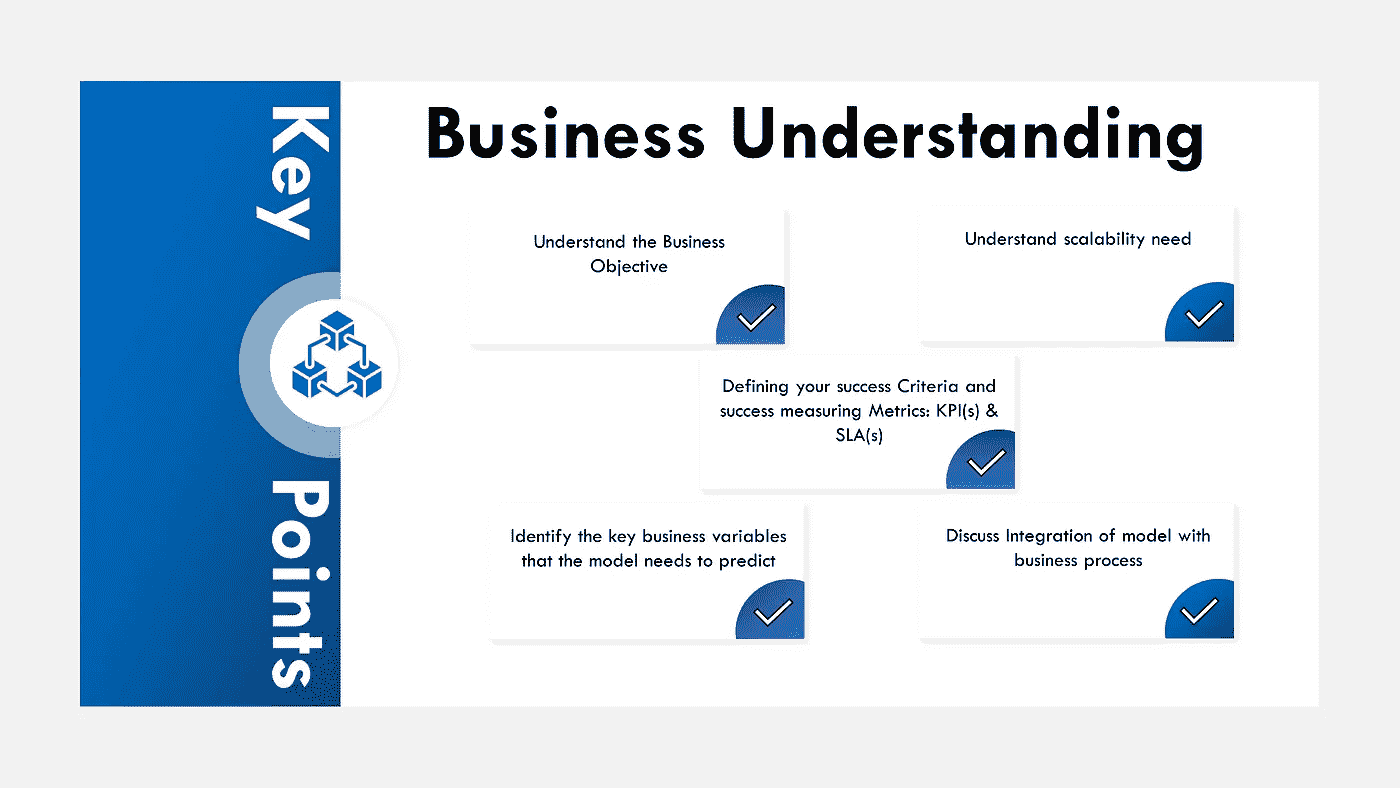 Key Points
Business Understanding
Understand the Business
Objective
Understand scalability need
Defining your success Criteria and
success measuring Metrics: KPI(s) &
SLA(s)
Identify the key business variables
that the model needs to predict
Discuss Integration of model with
business process